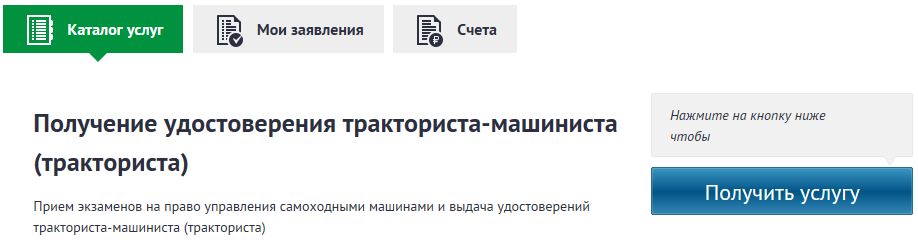 Каталог услуг
Мои заявления
Счета
Получение удостоверения тракториста-машиниста
(тракториста)
Прием экзаменов на право управления самоходными машинами и выдача удостоверений
тракториста-машиниста (тракториста)
Нажмите на кнопку ниже
чтобы
Получить услугу